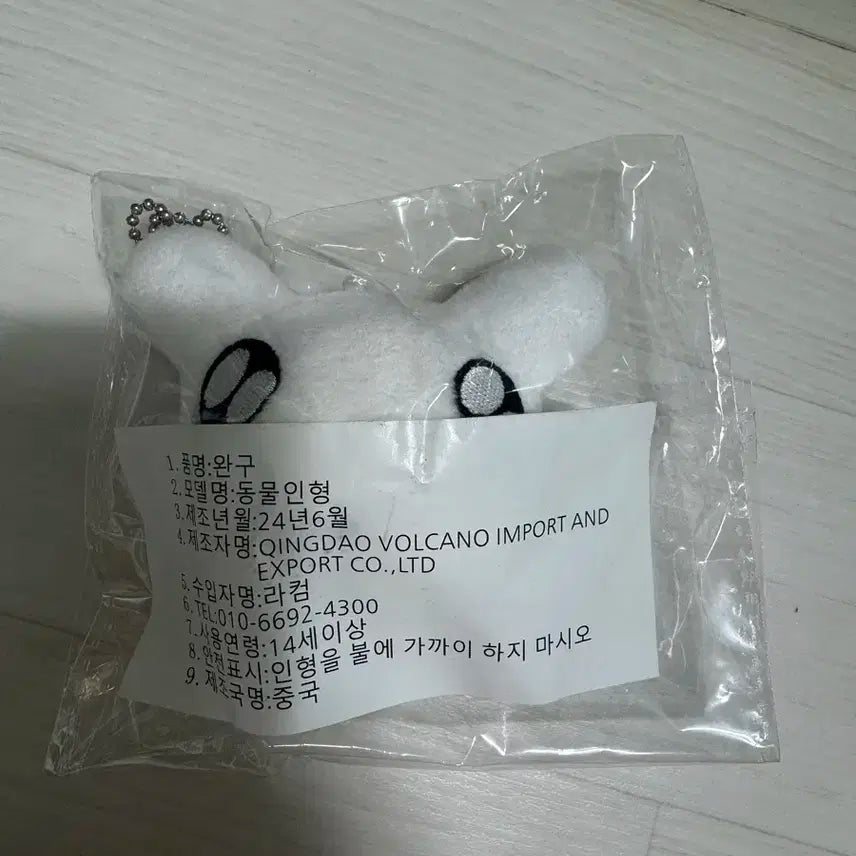 1.품명:완구
2.모델명:동물인형
3.제조년월:24년6월
4.제조자명:QINGDAO VOLCANO IMPORT AND
EXPORT CO.,LTD
5.수입자명:라컴
6.TEL:010-6692-4300
7.사용연령:14세이상
8.안전표시:인형을 불에 가까이 하지 마시오
9.제조국명:중국